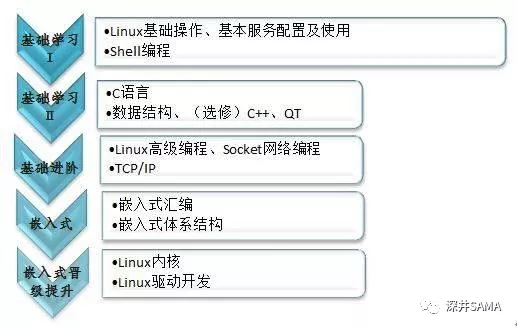 基础学习
I
•Linux基础操作、基本服务配置及使用
•Shell编程
基础学习
II
•C语言
•数据结构、（选修）C++、QT
基础进阶
•Linux高级编程、Socket网络编程
•TCP/IP
嵌入式
•嵌入式汇编
•嵌入式体系结构
嵌入式晋
级提升
•Linux内核
•Linux驱动开发
深井SAMA